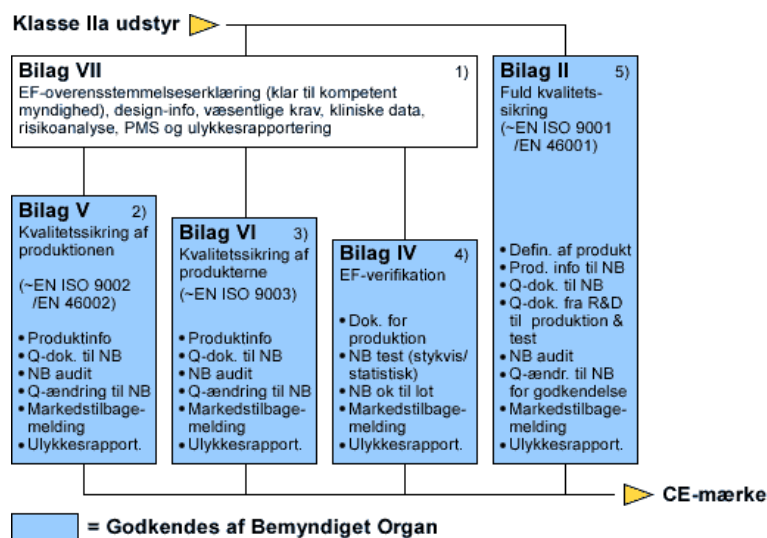 Klasse IIa udstyr
Bilag VII 1)
EF-overensstemmelseserklæring (klar til kompetent
myndighed), design-info, væsentlige krav, kliniske data,
risikoanalyse, PMS og ulykkesrapportering
Bilag II 5)
Fuld kvalitets-
sikring
(~EN ISO 9001
/EN 46001)
• Defin. af produkt
• Prod. info til NB
• Q-dok. til NB
• Q-dok. fra R&D
til produktion &
test
• NB audit
• Q-ændr. til NB
for godkendelse
• Markedstilbage-
melding
• Ulykkesrapport.
Bilag V 2)
Kvalitetssikring af
produktionen
(~EN ISO 9002
/EN 46002)
• Produktinfo
• Q-dok. til NB
• NB audit
• Q-ændring til NB
• Markedstilbage-
melding
• Ulykkesrapport.
Bilag VI 3)
Kvalitetssikring af
produkterne
(~EN ISO 9003)
• Produktinfo
• Q-dok. til NB
• NB audit
• Q-ændring til NB
• Markedstilbage-
melding
• Ulykkesrapport.
Bilag IV 4)
EF-verifikation
• Dok. for
produktion
• NB test (stykvis/
statistisk)
• NB ok til lot
• Markedstilbage-
melding
• Ulykkesrapport.
CE-mærke
= Godkendes af Bemyndiget Organ